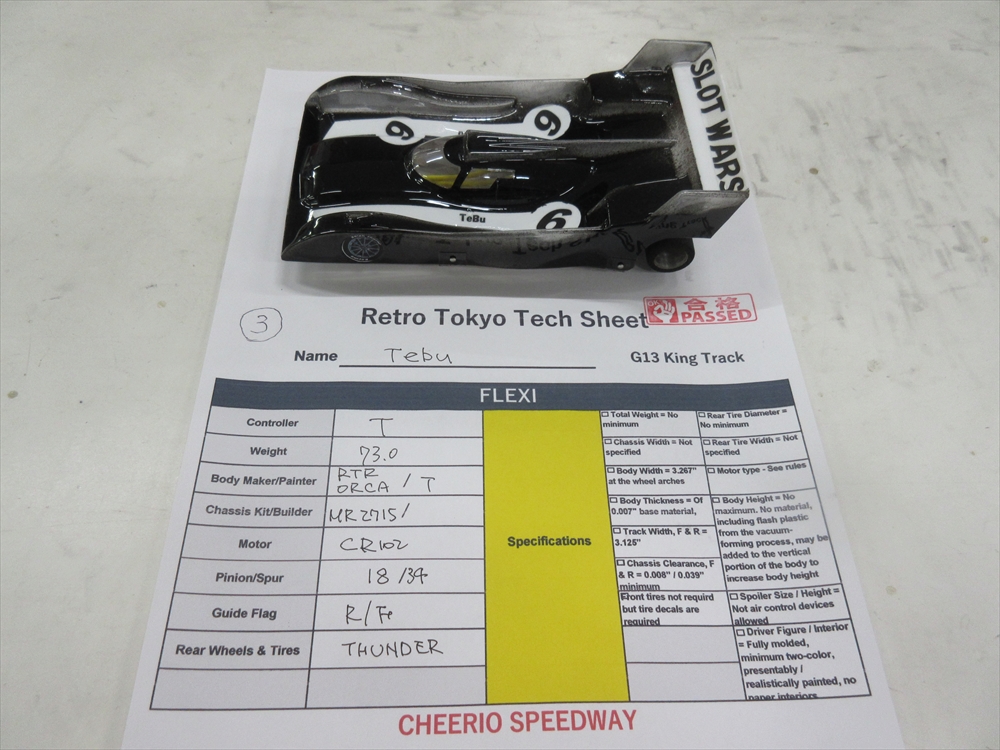 SLOT WARS
6
6
6
TeBu
3
Retro Tokyo Tech Sheet
合格
PASSED
Name Tebu
G13 King Track
FLEXI
Controller T
Weight 73.0
Body Maker/Painter RTR ORCA / T
Chassis Kit/Builder MR2715/
Motor CR102
Pinion/Spur 18/34
Guide Flag R/Fe
Rear Wheels & Tires THUNDER
Specifications
Total Weight = No
minimum
Chassis Width = Not
specified
Body Width = 3.267"
at the wheel arches
Body Thickness = Of
0.007" base material,
Track Width, F & R =
3.125"
Chassis Clearance, F
& R = 0.008" / 0.039"
minimum
Front tires not requird
but tire decals are
required
Rear Tire Diameter =
No minimum
Rear Tire Width = Not
specified
Motor type - See rules
Body Height = No
maximum. No material,
including flash plastic
from the vacuum-
forming process, may be
added to the vertical
portion of the body to
increase body height
Spoiler Size / Height =
Not air control devices
allowed
Driver Figure / Interior
= Fully molded,
minimum two-color,
presentably /
realistically painted, no
paper interiors
CHEERIO SPEEDWAY